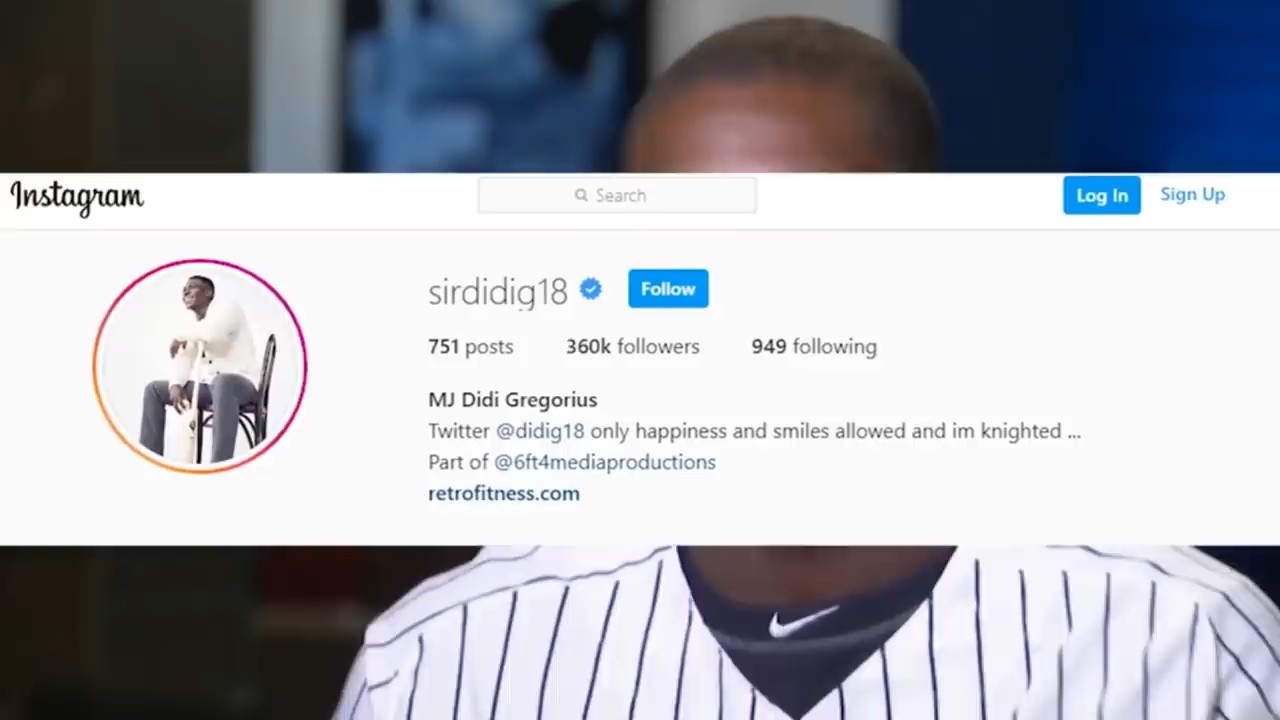 Instagram
Search
Log In
Sign Up
sirdidig18
Follow
751 posts 360k followers 949 following
MJ Didi Gregorius
Twitter @didig18 only happiness and smiles allowed and im knighted ...
Part of @6ft4mediaproductions
retrofitness.com